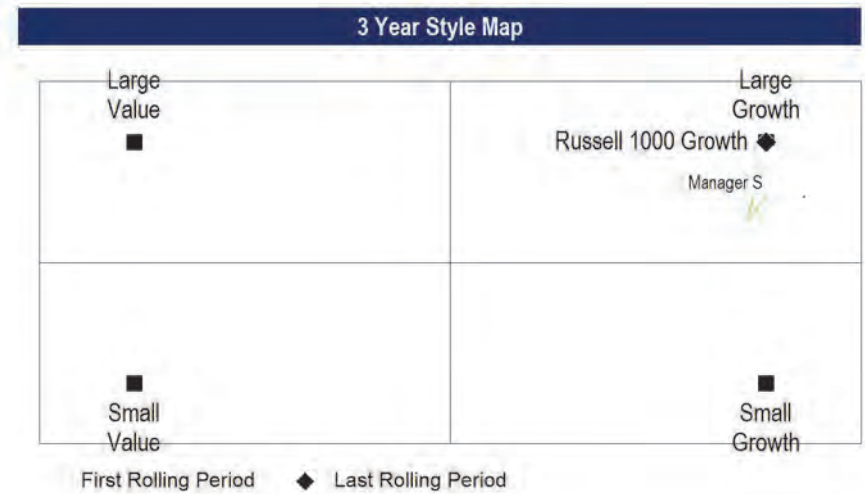 3 Year Style Map
Large
Value
Large
Growth
Russell 1000 Growth
Manager S
Small
Value
Small
Growth
First Rolling Period
Last Rolling Period